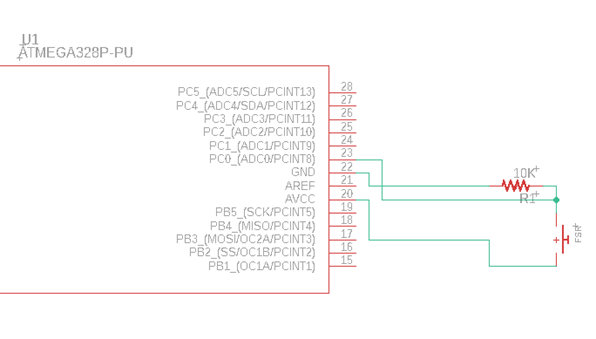 U1
ATMEGA328P-PU
PC5_(ADC5/SCL/PCINT13) 28
PC4_(ADC4/SDA/PCINT12) 27
PC3_(ADC3/PCINT11) 26
PC2_(ADC2/PCINT10) 25
PC1_(ADC1/PCINT9) 24
PC0_(ADC0/PCINT8) 23
GND 22
AREF 21
AVCC 20
PB5_(SCK/PCINT5) 19
PB4_(MISO/PCINT4) 18
PB3_(MOSI/OC2A/PCINT3) 17
PB2_(SS/OC1B/PCINT2) 16
PB1_(OC1A/PCINT1) 15
10K
R1
FSR